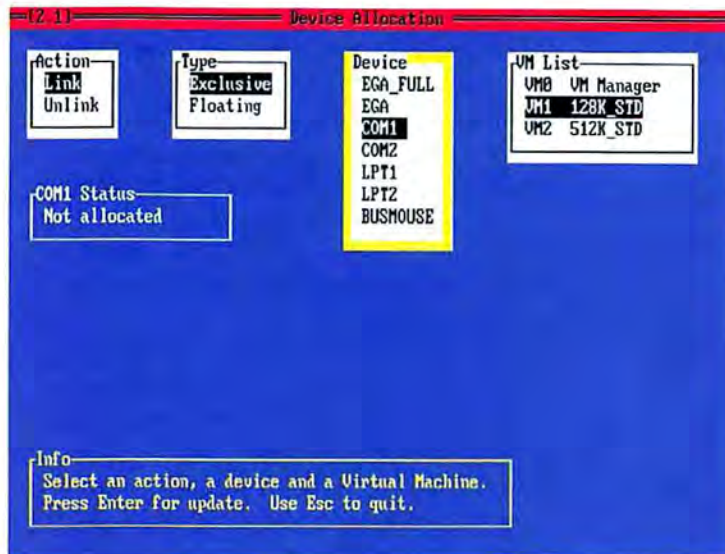 [2.1] Device Allocation
Action
Link
Unlink
Type
Exclusive
Floating
Device
EGA_FULL
EGA
COM1
COM2
LPT1
LPT2
BUSMOUSE
VM List
VM0 VM Manager
VM1 128K_STD
VM2 512K_STD
COM1 Status
Not allocated
Info
Select an action, a device and a Virtual Machine.
Press Enter for update. Use Esc to quit.